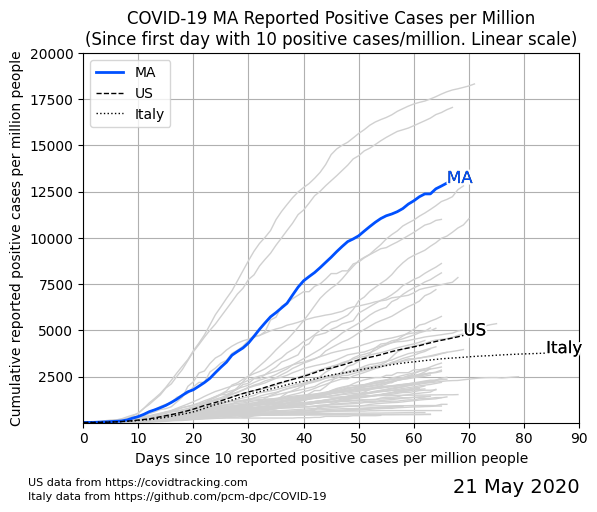 COVID-19 MA Reported Positive Cases per Million
(Since first day with 10 positive cases/million. Linear scale)
Cumulative reported positive cases per million people
20000
17500
15000
12500
10000
7500
5000
2500
MA
US
Italy
MA
US
Italy
0 10 20 30 40 50 60 70 80 90
Days since 10 reported positive cases per million people
US data from https://covidtracking.com
Italy data from https://github.com/pcm-dpc/COVID-19
21 May 2020